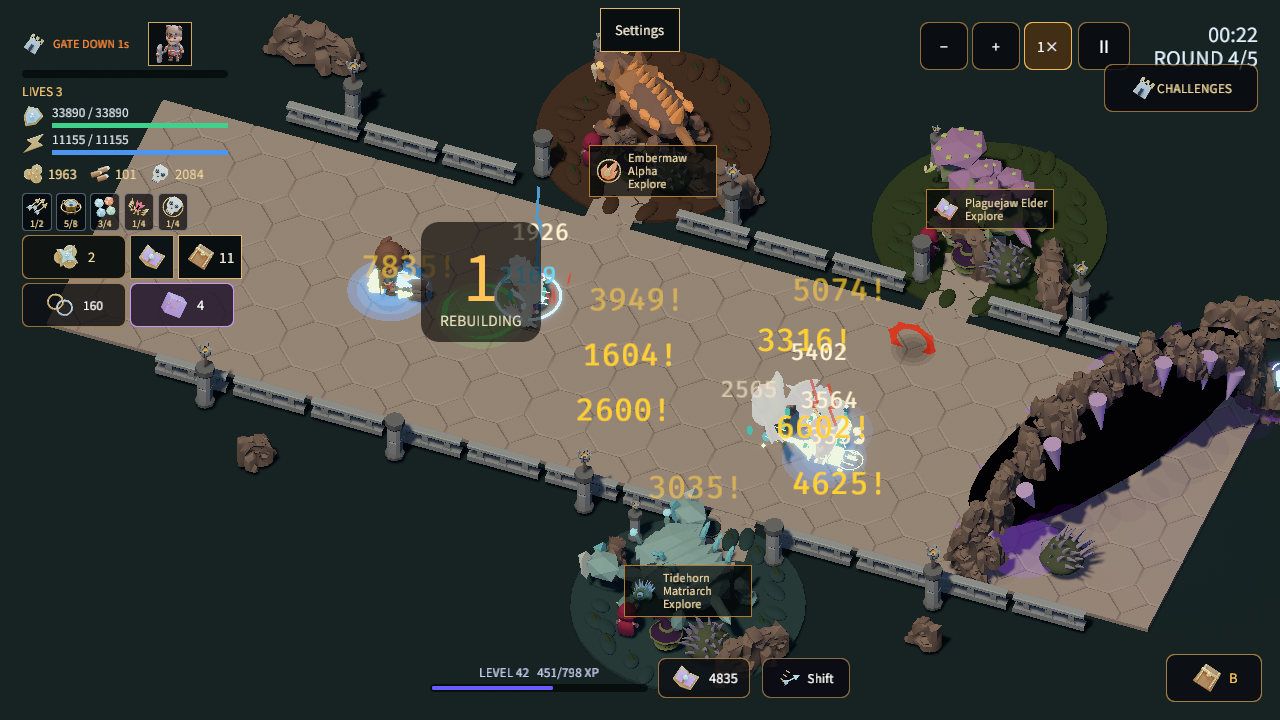 GATE DOWN 1s
LIVES 3
33890 / 33890
11155 / 11155
1963
101
2084
1/2
5/8
3/4
1/4
1/4
2
11
160
4
Settings
−
+
1×
00:22
ROUND 4/5
CHALLENGES
Embermaw
Alpha
Explore
Plaguejaw Elder
Explore
1926
7835!
1
REBUILDING
3949!
5074!
1604!
3316!
5402
2565
3564
2600!
6602!
3035!
4625!
Tidehorn
Matriarch
Explore
LEVEL 42
451/798 XP
4835
Shift
B